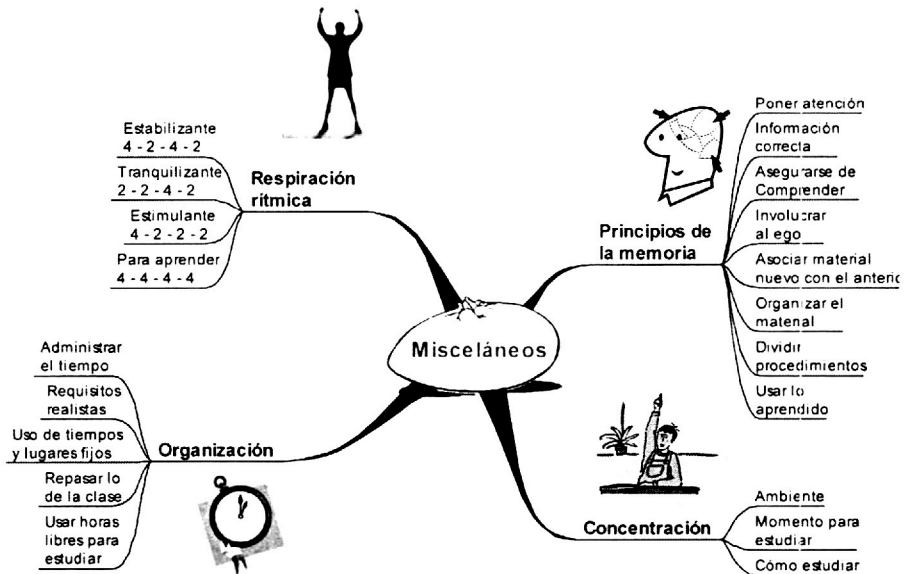 Misceláneos
Respiración
rítmica
Estabilizante
4 - 2 - 4 - 2
Tranquilizante
2 - 2 - 4 - 2
Estimulante
4 - 2 - 2 - 2
Para aprender
4 - 4 - 4 - 4
Principios de
la memoria
Poner atención
Información
correcta
Asegurarse de
Comprender
Involucrar
al ego
Asociar material
nuevo con el anteric
Organizar el
material
Dividir
procedimientos
Usar lo
aprendido
Organización
Administrar
el tiempo
Requisitos
realistas
Uso de tiempos
y lugares fijos
Repasar lo
de la clase
Usar horas
libres para
estudiar
Concentración
Ambiente
Momento para
estudiar
Cómo estudiar